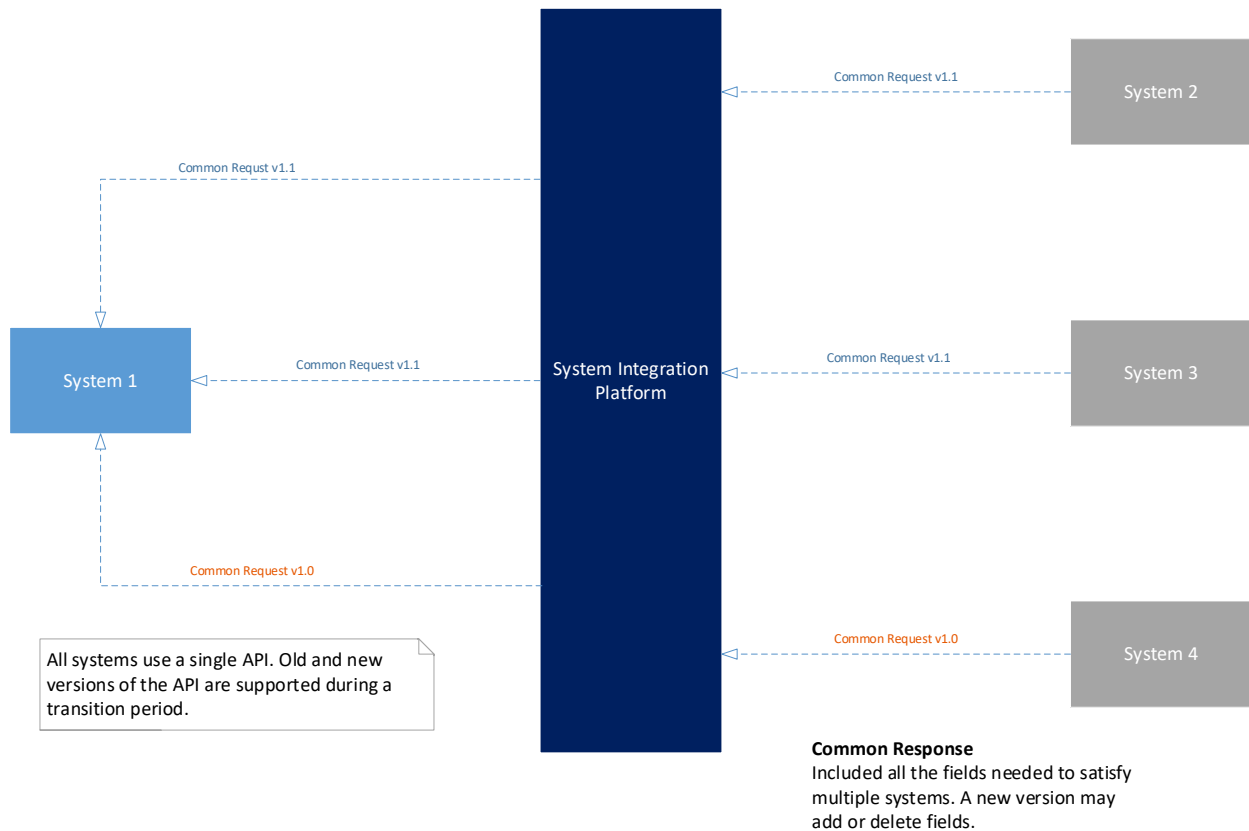 Common Request v1.1
System 2
Common Requst v1.1
System 1
Common Request v1.1
System Integration
Platform
Common Request v1.1
System 3
Common Request v1.0
Common Request v1.0
System 4
All systems use a single API. Old and new
versions of the API are supported during a
transition period.
Common Response
Included all the fields needed to satisfy
multiple systems. A new version may
add or delete fields.